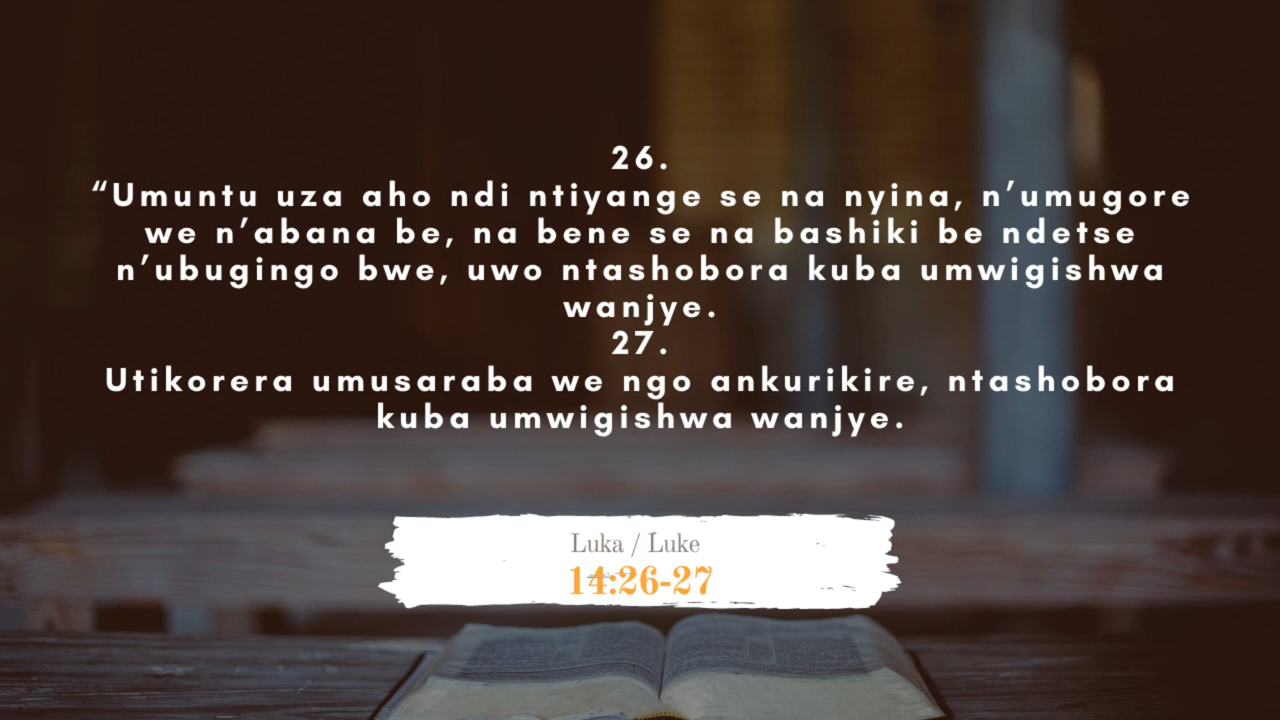 26.
“Umuntu uza aho ndi ntiyange se na nyina, n’umugore
we n’abana be, na bene se na bashiki be ndetse
n’ubugingo bwe, uwo ntashobora kuba umwigishwa
wanjye.
27.
Utikorera umusaraba we ngo ankurikire, ntashobora
kuba umwigishwa wanjye.
Luka / Luke
14:26-27